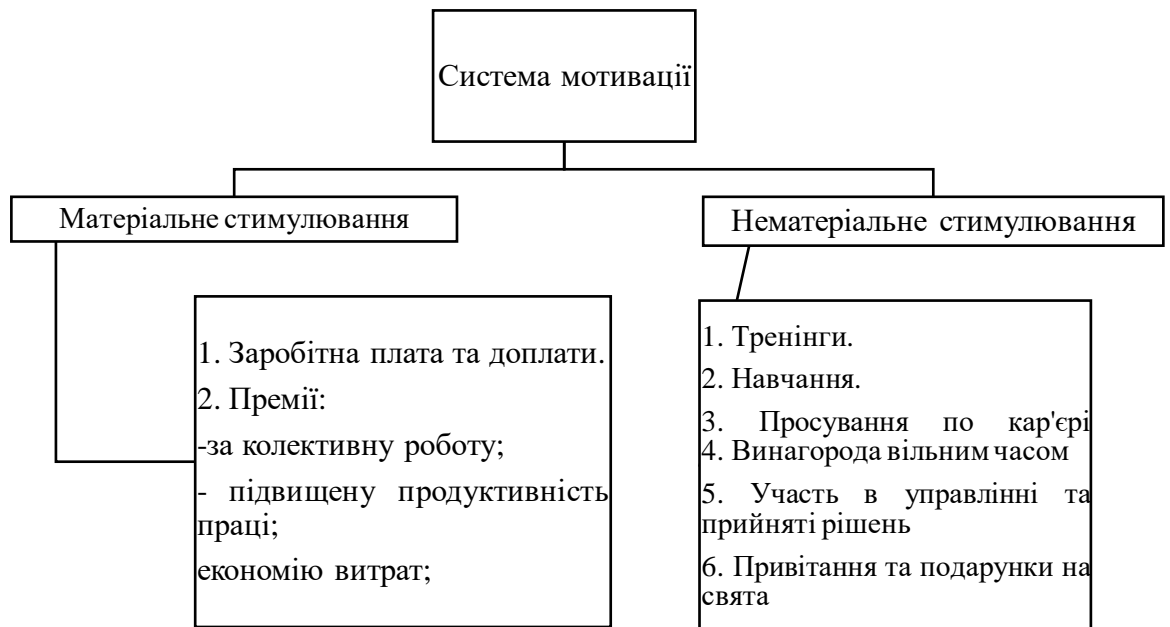 Система мотивації
Матеріальне стимулювання
Нематеріальне стимулювання
1. Заробітна плата та доплати.
2. Премії:
-за колективну роботу;
- підвищену продуктивність
праці;
економію витрат;
1. Тренінги.
2. Навчання.
3. Просування по кар'єрі
4. Винагорода вільним часом
5. Участь в управлінні та
прийняті рішень
6. Привітання та подарунки на
свята